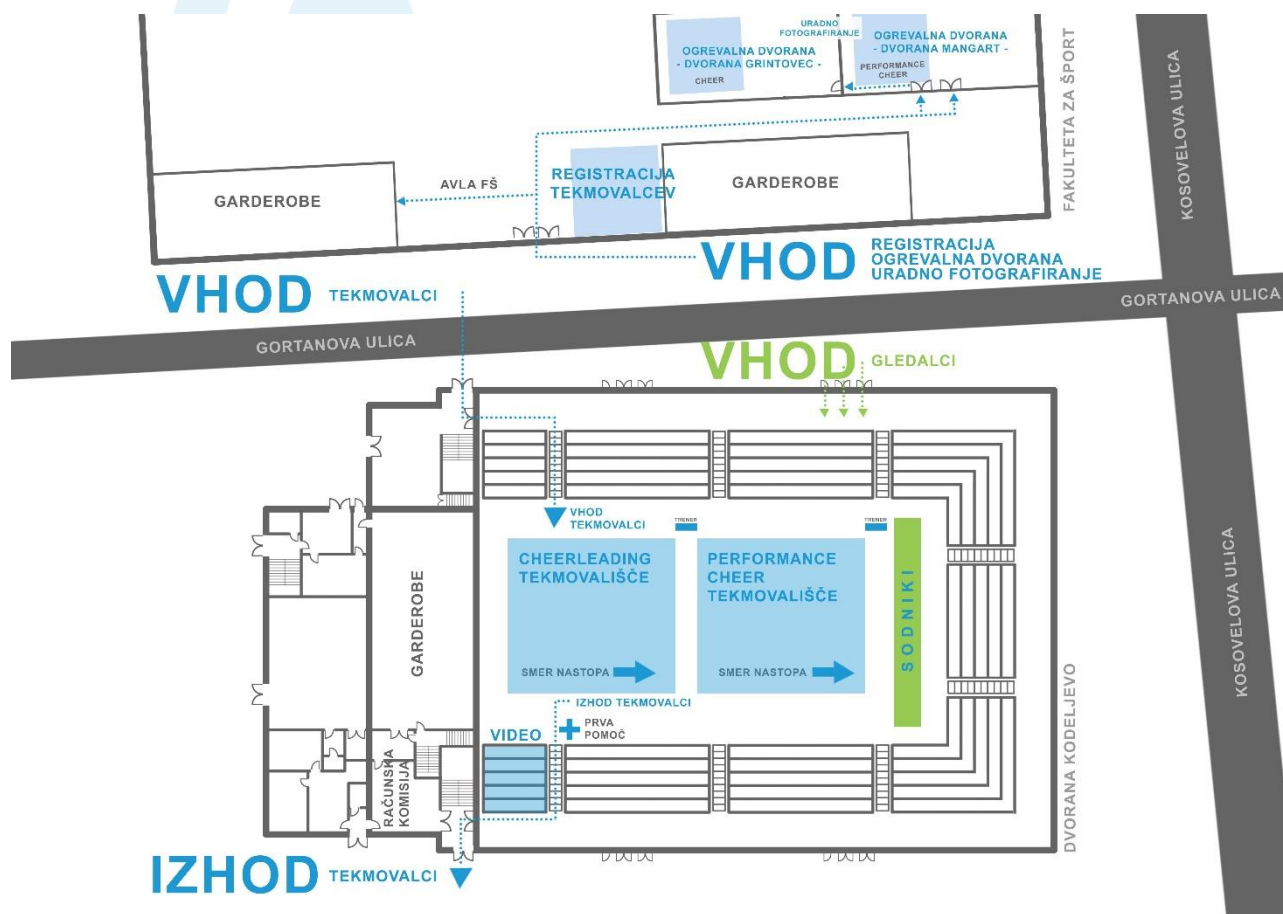 URADNO
FOTOGRAFIRANJE
OGREVALNA DVORANA
- DVORANA GRINTOVEC -
CHEER
OGREVALNA DVORANA
- DVORANA MANGART -
PERFORMANCE
CHEER
FAKULTETA ZA ŠPORT
KOSOVELOVA ULICA
GARDEROBE
AVLA FŠ
REGISTRACIJA
TEKMOVALCEV
GARDEROBE
VHOD TEKMOVALCI
VHOD REGISTRACIJA
OGREVALNA DVORANA
URADNO FOTOGRAFIRANJE
GORTANOVA ULICA
GORTANOVA ULICA
VHOD GLEDALCI
VHOD
TEKMOVALCI
TRENER
TRENER
CHEERLEADING
TEKMOVALIŠČE
PERFORMANCE
CHEER
TEKMOVALIŠČE
SODNIKI
GARDEROBE
SMER NASTOPA
SMER NASTOPA
KOSOVELOVA ULICA
IZHOD TEKMOVALCI
PRVA
POMOČ
VIDEO
RAČUNSKA
KOMISIJA
DVORANA KODELJEVO
IZHOD TEKMOVALCI